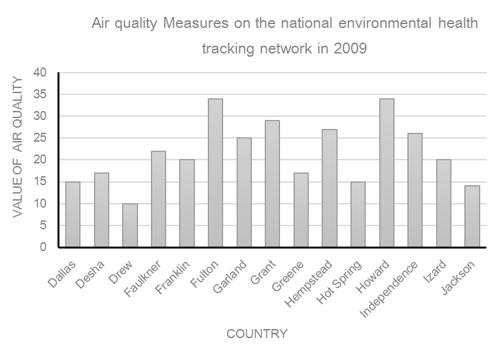 Air quality Measures on the national environmental health
tracking network in 2009
VALUE OF AIR QUALITY
40
35
30
25
20
15
10
5
0
Dallas
Desha
Drew
Faulkner
Franklin
Fulton
Garland
Grant
Greene
Hempstead
Hot Spring
Howard
Independence
Izard
Jackson
COUNTRY